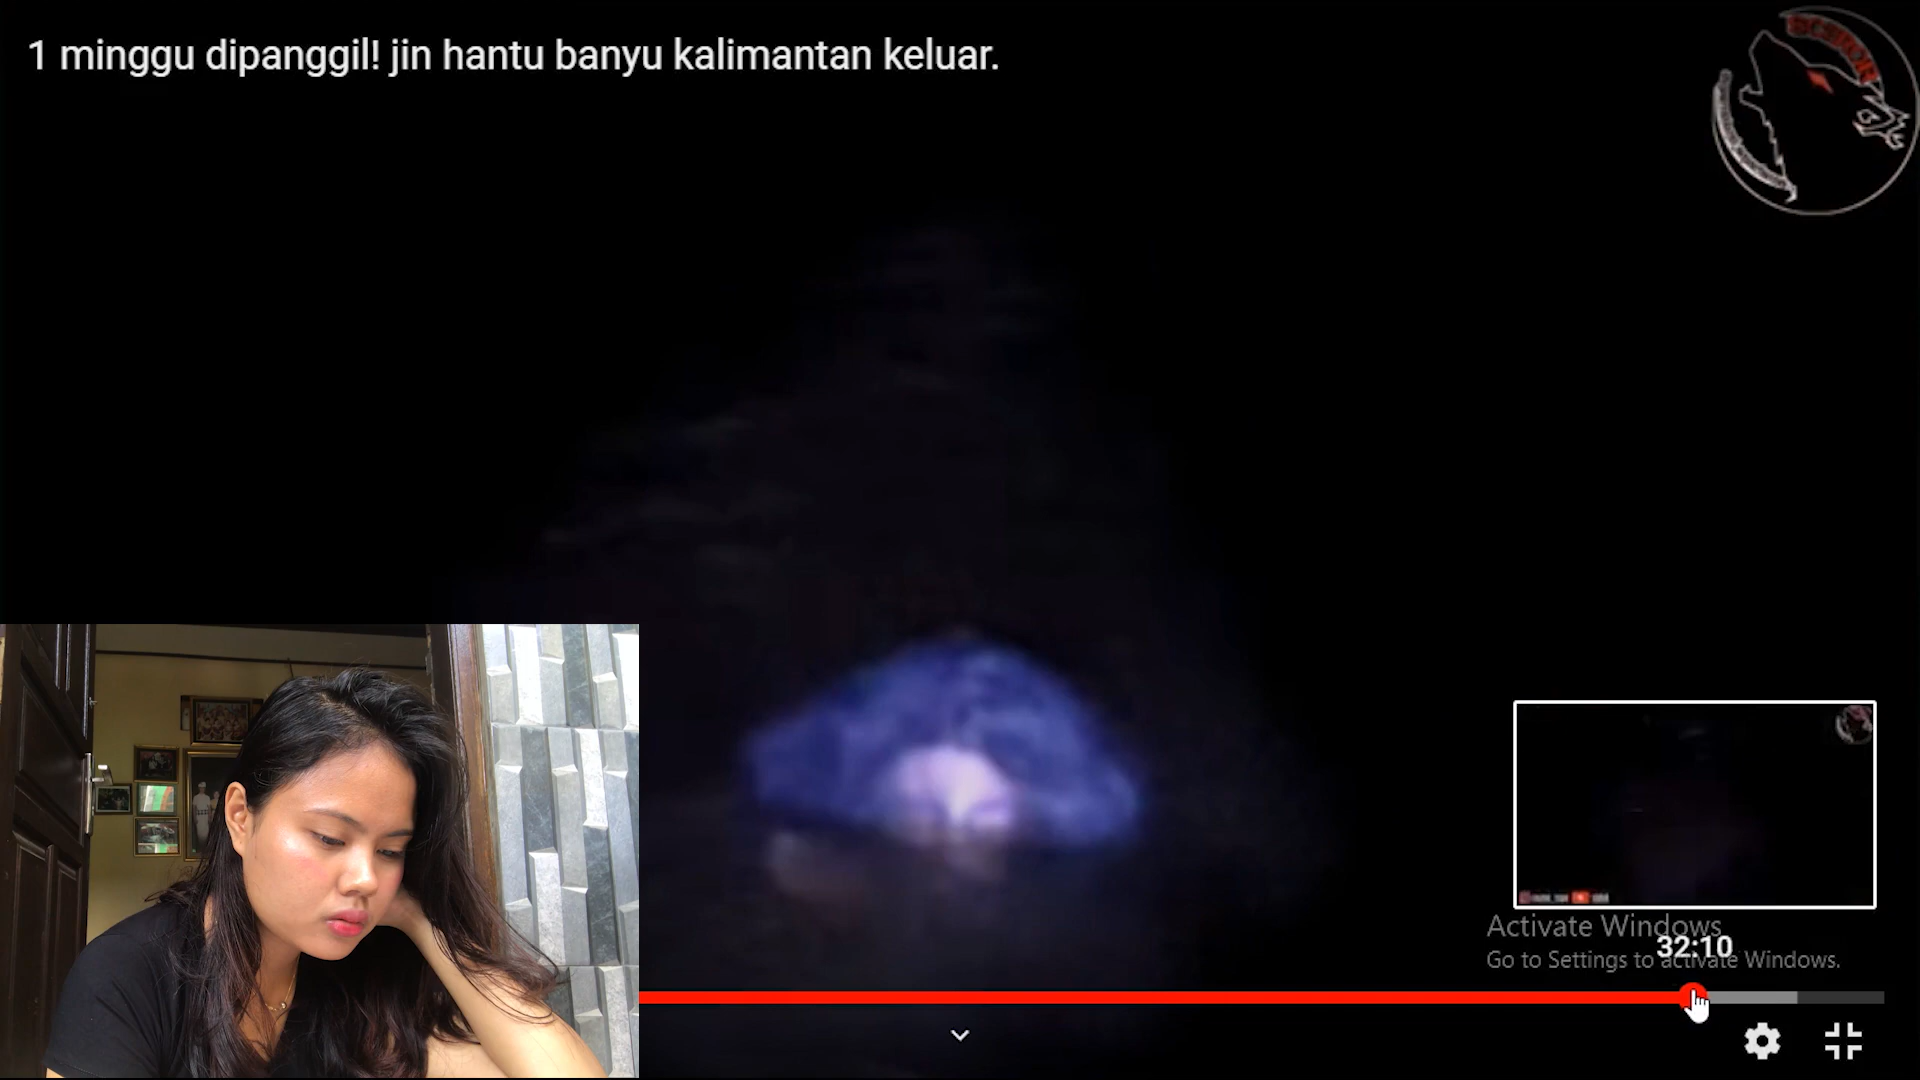 1 minggu dipanggil! jin hantu banyu kalimantan keluar.
Activate Windows
32:10
Go to Settings to activate Windows.